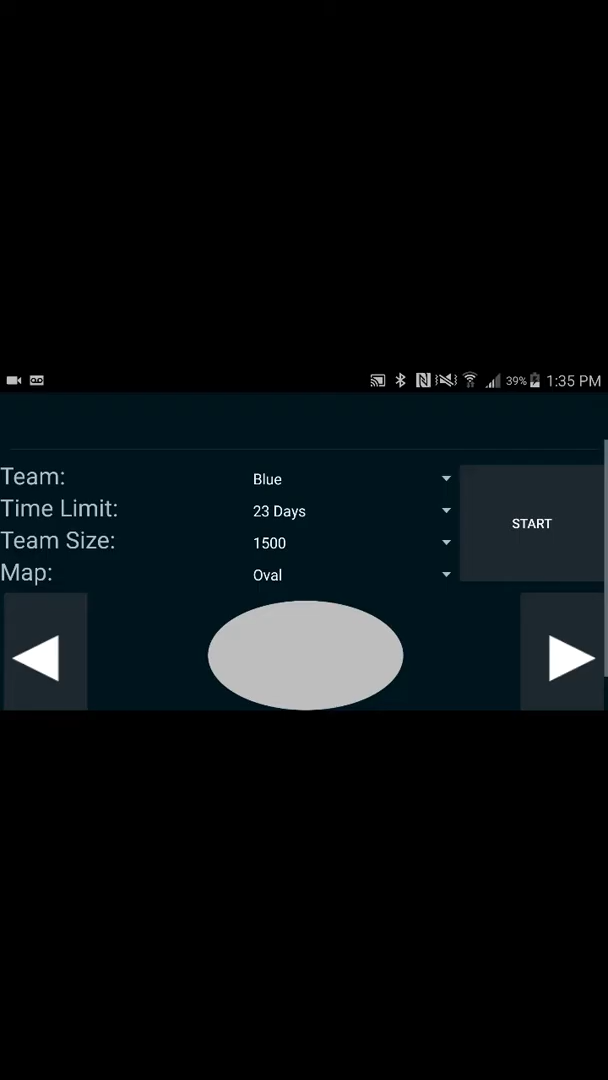 39% 1:35 PM
Team: Blue
Time Limit: 23 Days
Team Size: 1500
Map: Oval
START